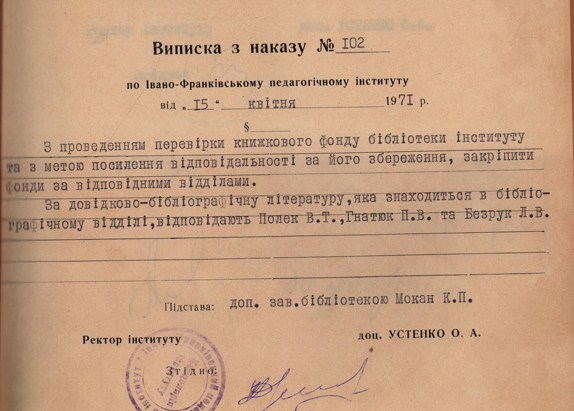 Виписка з наказу № 102
по Івано-Франківському педагогічному інституту
від „15“ квітня 1971 р.
§
З проведенням перевірки книжкового фонду бібліотеки інституту
та з метою посилення відповідальності за його збереження, закріпити
фонди за відповідними відділами.
За довідково-бібліографічну літературу,яка знаходиться в бібліо-
графічному відділі,відповідають Полек В.Т.,Гнатюк П.В. та Безрук Л.В.
Підстава: доп. зав.бібліотекою Мокан К.П.
Ректор інституту доц. УСТЕНКО О. А.
Згідно: